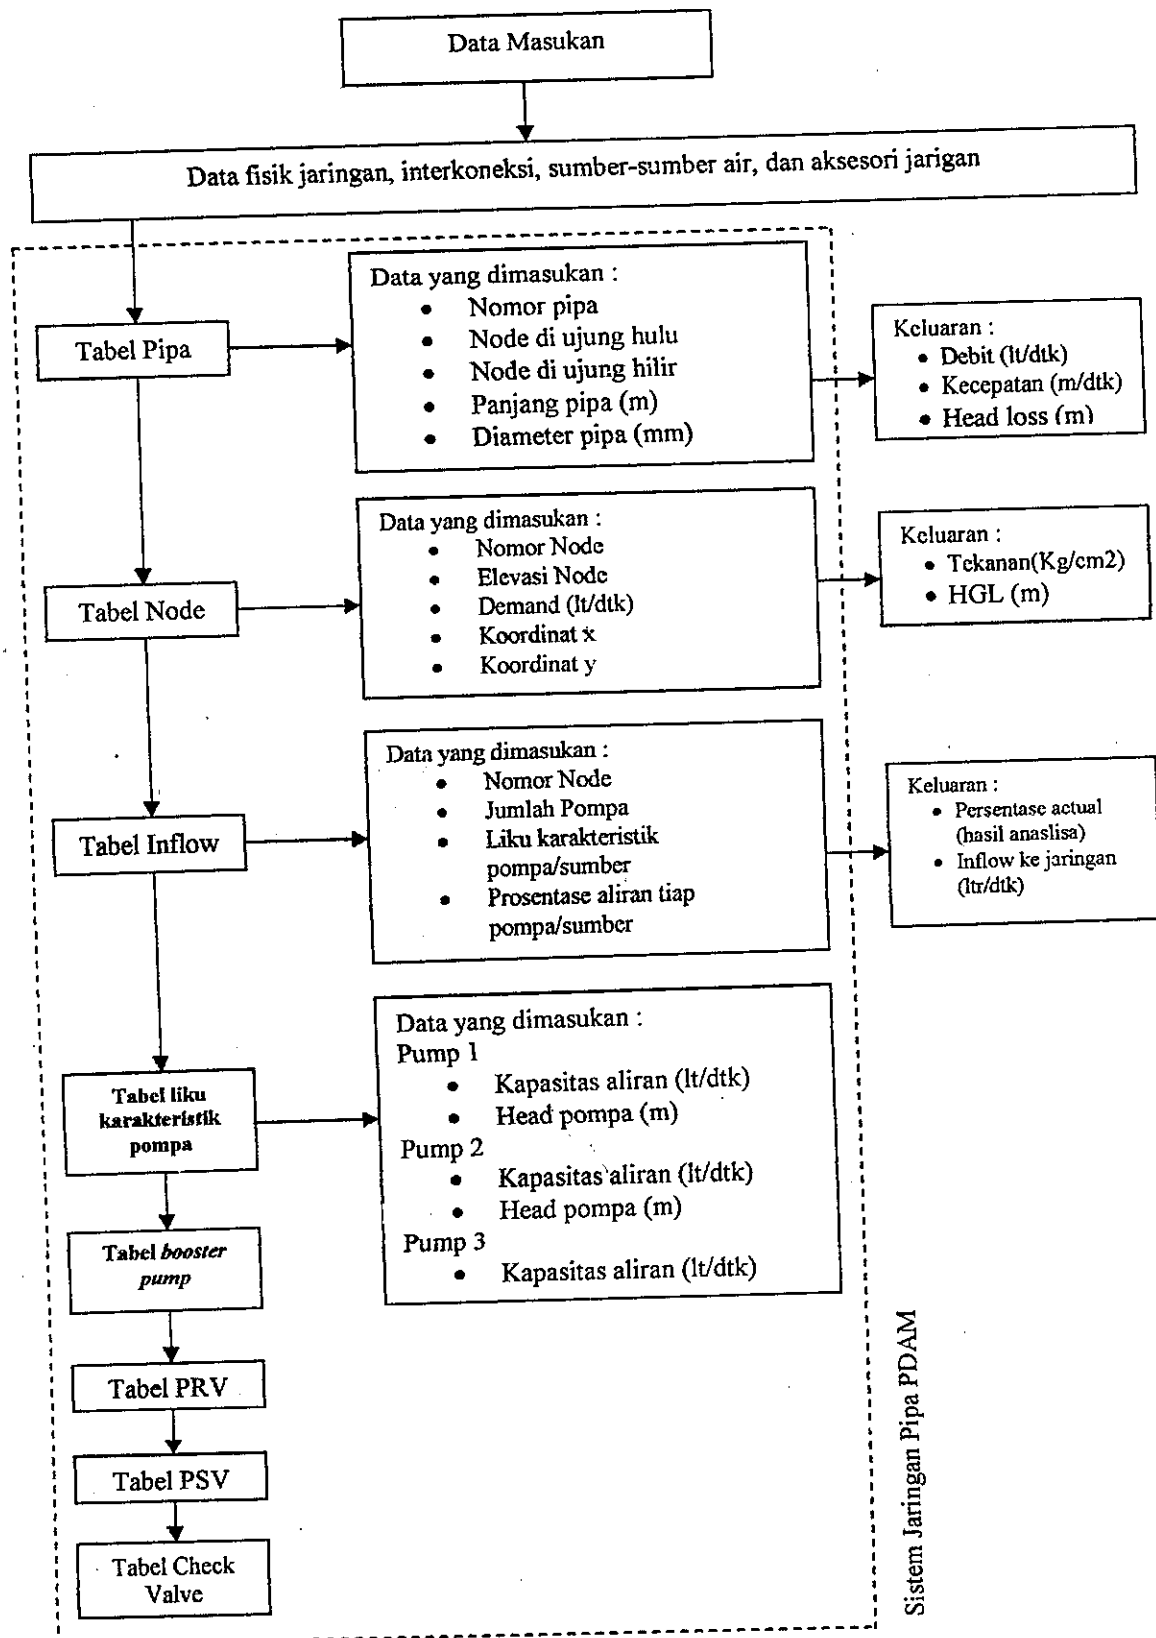 Data Masukan
Data fisik jaringan, interkoneksi, sumber-sumber air, dan aksesori jarigan
Tabel Pipa
Data yang dimasukan :
• Nomor pipa
• Node di ujung hulu
• Node di ujung hilir
• Panjang pipa (m)
• Diameter pipa (mm)
Keluaran :
• Debit (lt/dtk)
• Kecepatan (m/dtk)
• Head loss (m)
Tabel Node
Data yang dimasukan :
• Nomor Node
• Elevasi Node
• Demand (lt/dtk)
• Koordinat x
• Koordinat y
Keluaran :
• Tekanan(Kg/cm2)
• HGL (m)
Tabel Inflow
Data yang dimasukan :
• Nomor Node
• Jumlah Pompa
• Liku karakteristik
pompa/sumber
• Prosentase aliran tiap
pompa/sumber
Keluaran :
• Persentase actual
(hasil anaslisa)
• Inflow ke jaringan
(ltr/dtk)
Tabel liku
karakteristik
pompa
Data yang dimasukan :
Pump 1
• Kapasitas aliran (lt/dtk)
• Head pompa (m)
Pump 2
• Kapasitas aliran (lt/dtk)
• Head pompa (m)
Pump 3
• Kapasitas aliran (lt/dtk)
Tabel booster
pump
Tabel PRV
Tabel PSV
Tabel Check
Valve
Sistem Jaringan Pipa PDAM